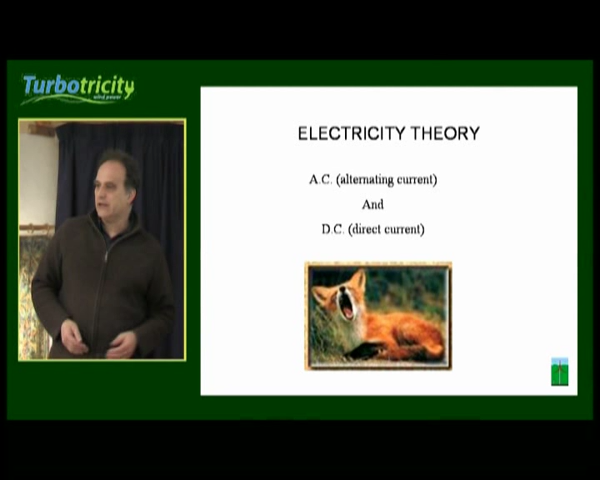 Turbotricity
wind power
ELECTRICITY THEORY
A.C. (alternating current)
And
D.C. (direct current)